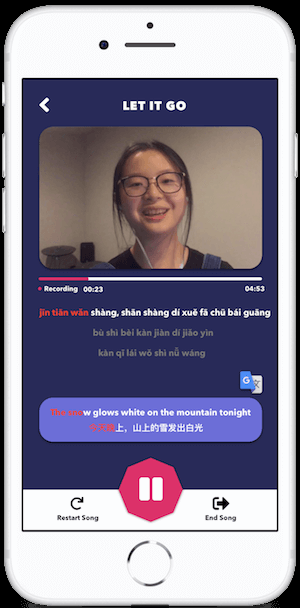 LET IT GO
Recording 00:23 04:53
jīn tiān wǎn shàng, shān shàng dí xuě fā chū bái guāng
bù shì bèi kàn jiàn dí jiǎo yìn
kàn qǐ lái wǒ shì nǚ wáng
G 文
The snow glows white on the mountain tonight
今天晚上，山上的雪发出白光
Restart Song End Song